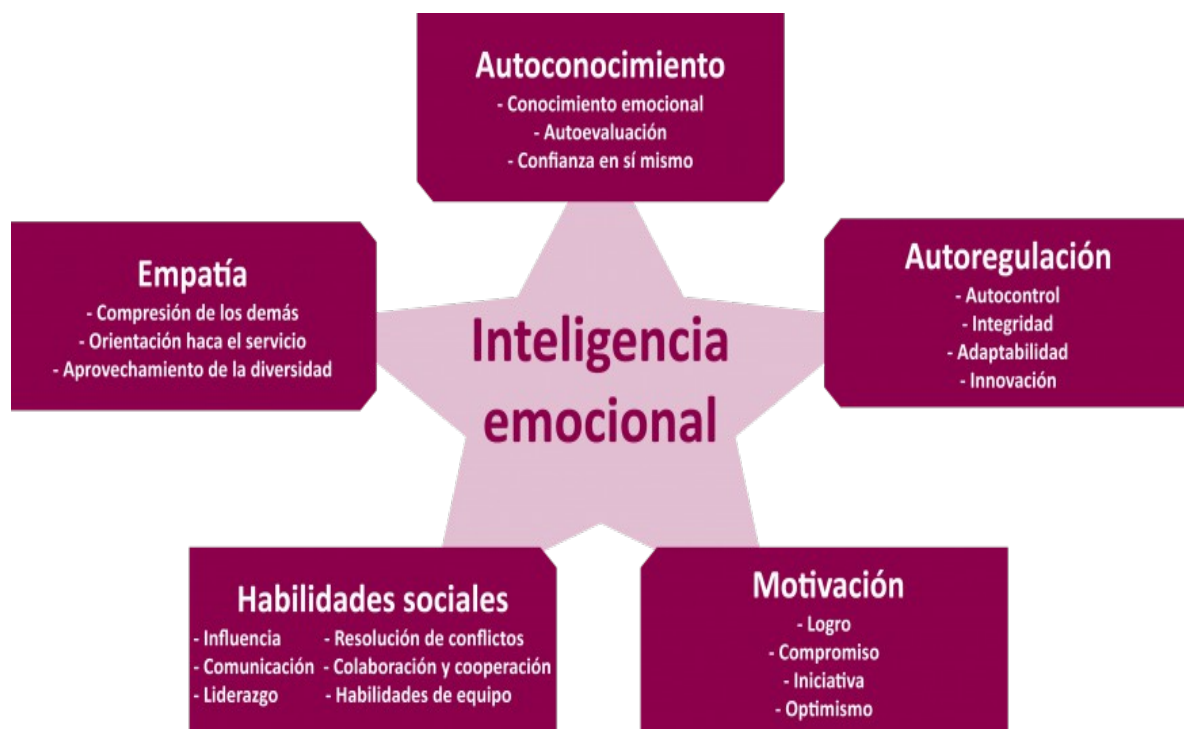 Autoconocimiento
- Conocimiento emocional
- Autoevaluación
- Confianza en sí mismo
Empatía
- Compresión de los demás
- Orientación haca el servicio
- Aprovechamiento de la diversidad
Autoregulación
- Autocontrol
- Integridad
- Adaptabilidad
- Innovación
Inteligencia
emocional
Habilidades sociales
- Influencia - Resolución de conflictos
- Comunicación - Colaboración y cooperación
- Liderazgo - Habilidades de equipo
Motivación
- Logro
- Compromiso
- Iniciativa
- Optimismo